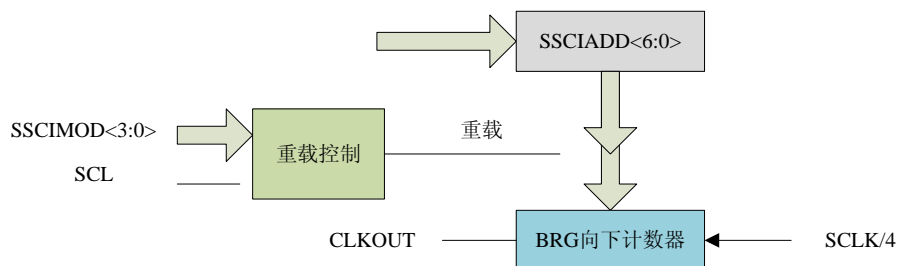 SSCIADD<6:0>
SSCIMOD<3:0>
重载控制
重载
SCL
CLKOUT
BRG向下计数器
SCLK/4